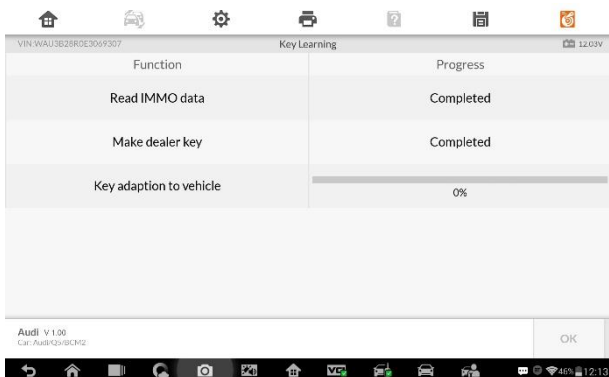 VIN:WAU3B28R0E3069307
Key Learning
12.03V
Function
Progress
Read IMMO data
Completed
Make dealer key
Completed
Key adaption to vehicle
0%
Audi V 1.00
Car: Audi/Q5/BCM2
OK
46% 12:13